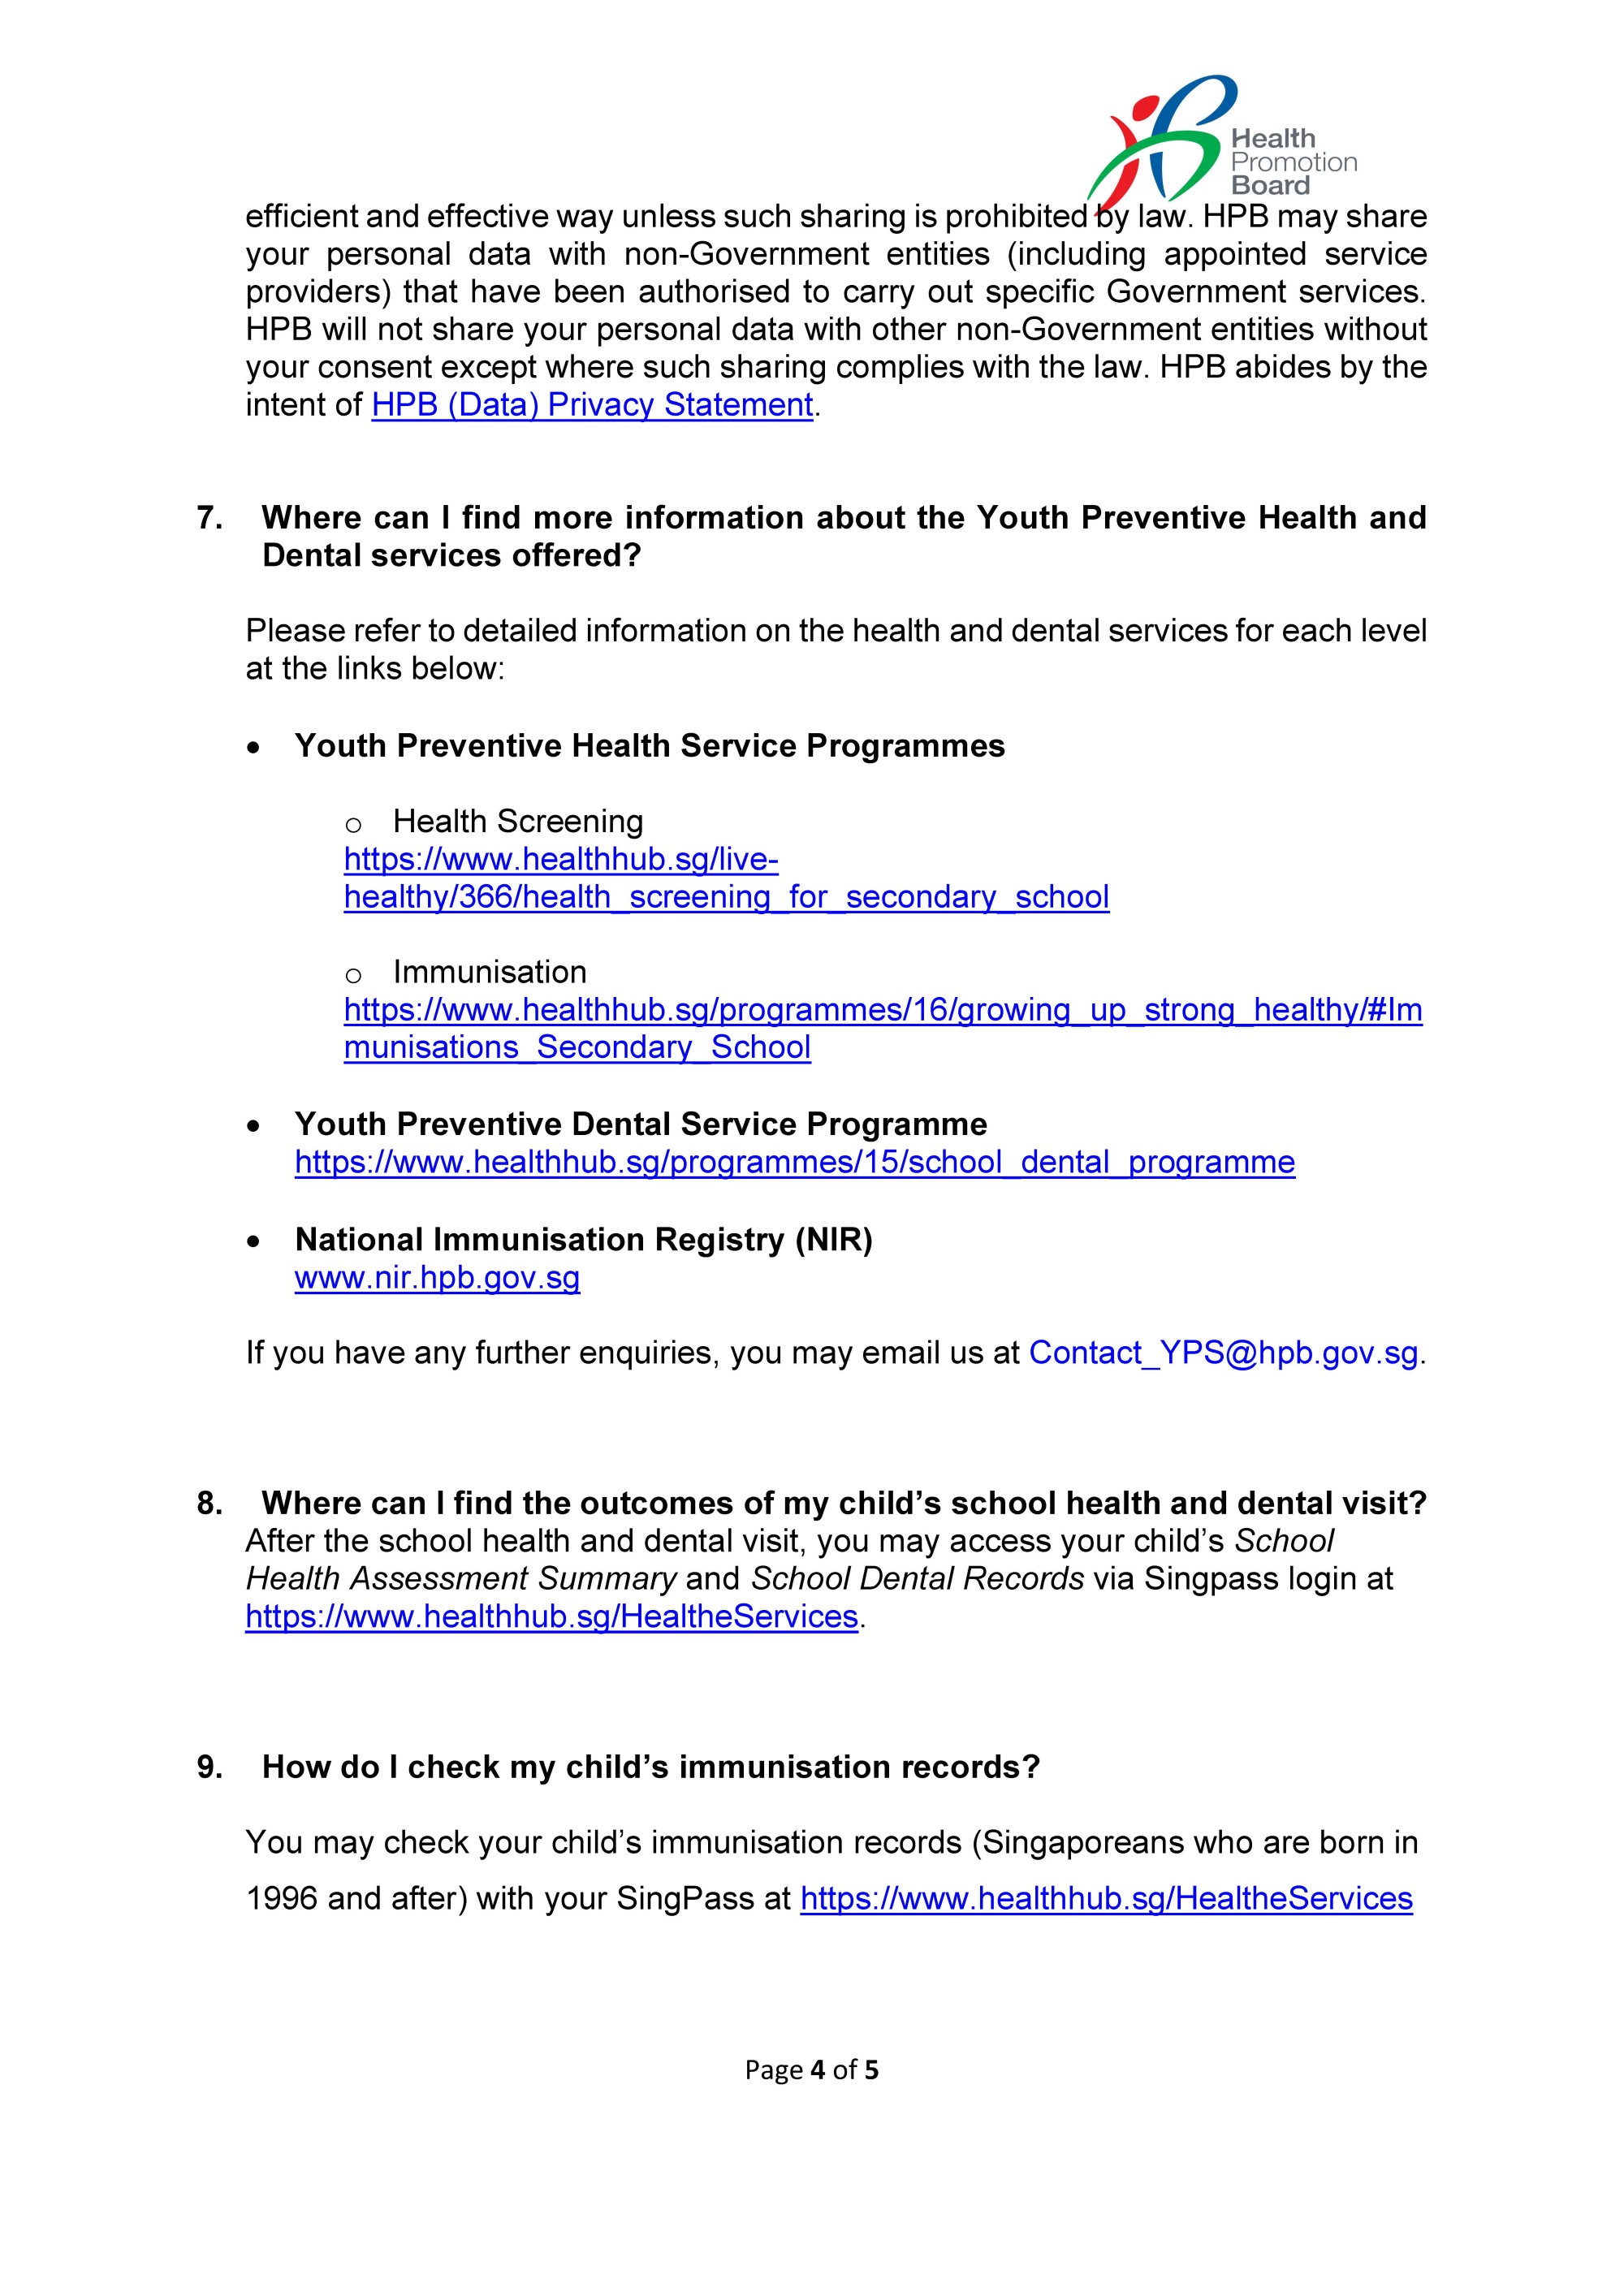 Health
Promotion
Board
efficient and effective way unless such sharing is prohibited by law. HPB may share
your personal data with non-Government entities (including appointed service
providers) that have been authorised to carry out specific Government services.
HPB will not share your personal data with other non-Government entities without
your consent except where such sharing complies with the law. HPB abides by the
intent of HPB (Data) Privacy Statement.
7. Where can I find more information about the Youth Preventive Health and
Dental services offered?
Please refer to detailed information on the health and dental services for each level
at the links below:
• Youth Preventive Health Service Programmes
o Health Screening
https://www.healthhub.sg/live-
healthy/366/health_screening_for_secondary_school
o Immunisation
https://www.healthhub.sg/programmes/16/growing_up_strong_healthy/#Im
munisations_Secondary_School
• Youth Preventive Dental Service Programme
https://www.healthhub.sg/programmes/15/school_dental_programme
• National Immunisation Registry (NIR)
www.nir.hpb.gov.sg
If you have any further enquiries, you may email us at Contact_YPS@hpb.gov.sg.
8. Where can I find the outcomes of my child’s school health and dental visit?
After the school health and dental visit, you may access your child’s School
Health Assessment Summary and School Dental Records via Singpass login at
https://www.healthhub.sg/HealtheServices.
9. How do I check my child’s immunisation records?
You may check your child’s immunisation records (Singaporeans who are born in
1996 and after) with your SingPass at https://www.healthhub.sg/HealtheServices
Page 4 of 5